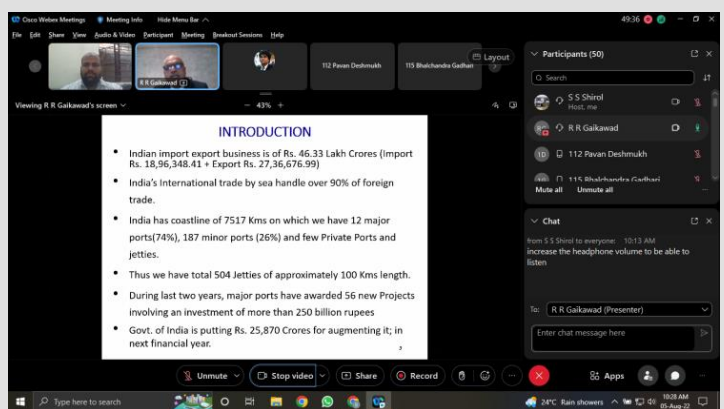 Cisco Webex Meetings
Meeting Info
Hide Menu Bar
49:36
File Edit Share View Audio & Video Participant Meeting Breakout Sessions Help
R R Gaikawad
112 Pavan Deshmukh
115 Bhalchandra Gadhari
Layout
Viewing R R Gaikawad's screen
43%
INTRODUCTION
• Indian import export business is of Rs. 46.33 Lakh Crores (Import
Rs. 18,96,348.41 + Export Rs. 27,36,676.99)
• India's International trade by sea handle over 90% of foreign
trade.
• India has coastline of 7517 Kms on which we have 12 major
ports(74%), 187 minor ports (26%) and few Private Ports and
jetties.
• Thus we have total 504 Jetties of approximately 100 Kms length.
• During last two years, major ports have awarded 56 new Projects
involving an investment of more than 250 billion rupees
• Govt. of India is putting Rs. 25,870 Crores for augmenting it; in
next financial year.
Participants (50)
Search
S S Shirol
Host, me
R R Gaikawad
1D 112 Pavan Deshmukh
115 Bhalchandra Gadhari
Mute all Unmute all
Chat
from S S Shirol to everyone: 10:13 AM
increase the headphone volume to be able to
listen
To: R R Gaikawad (Presenter)
Enter chat message here
Unmute
Stop video
Share
Record
Apps
Type here to search
24°C Rain showers
10:28 AM
05-Aug-22